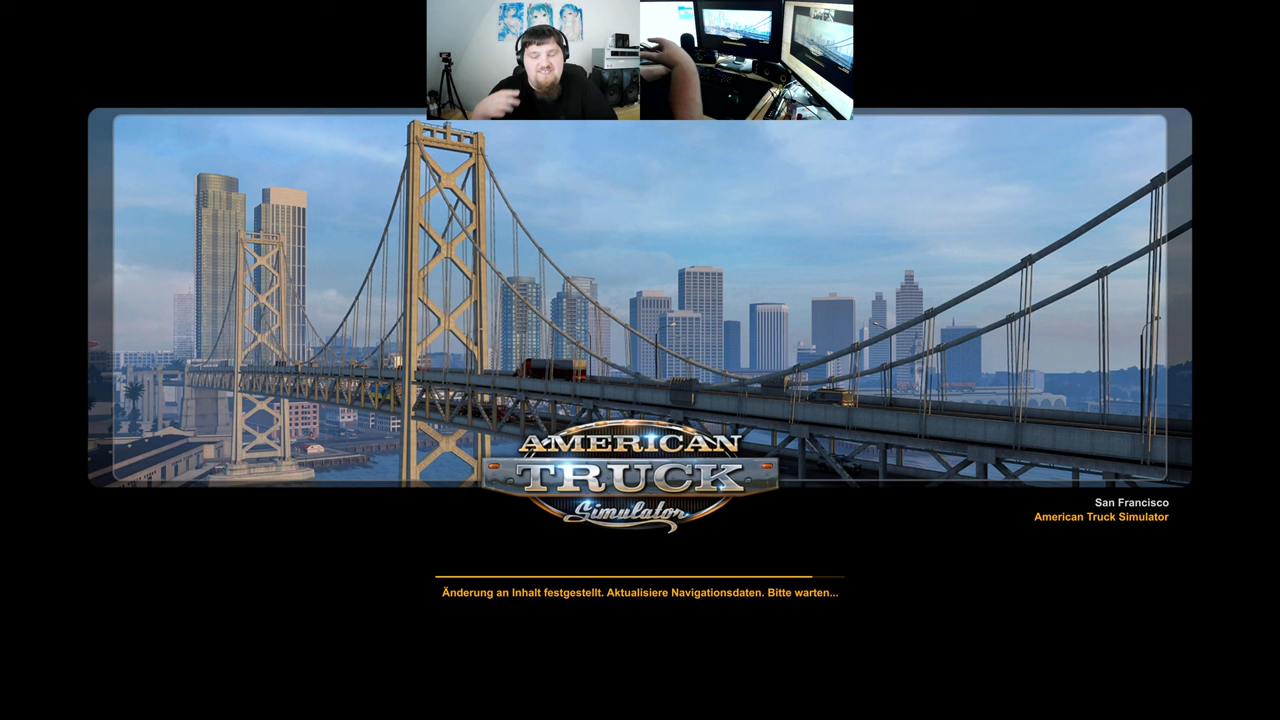 AMERICAN
TRUCK
Simulator
San Francisco
American Truck Simulator
Änderung an Inhalt festgestellt. Aktualisiere Navigationsdaten. Bitte warten...